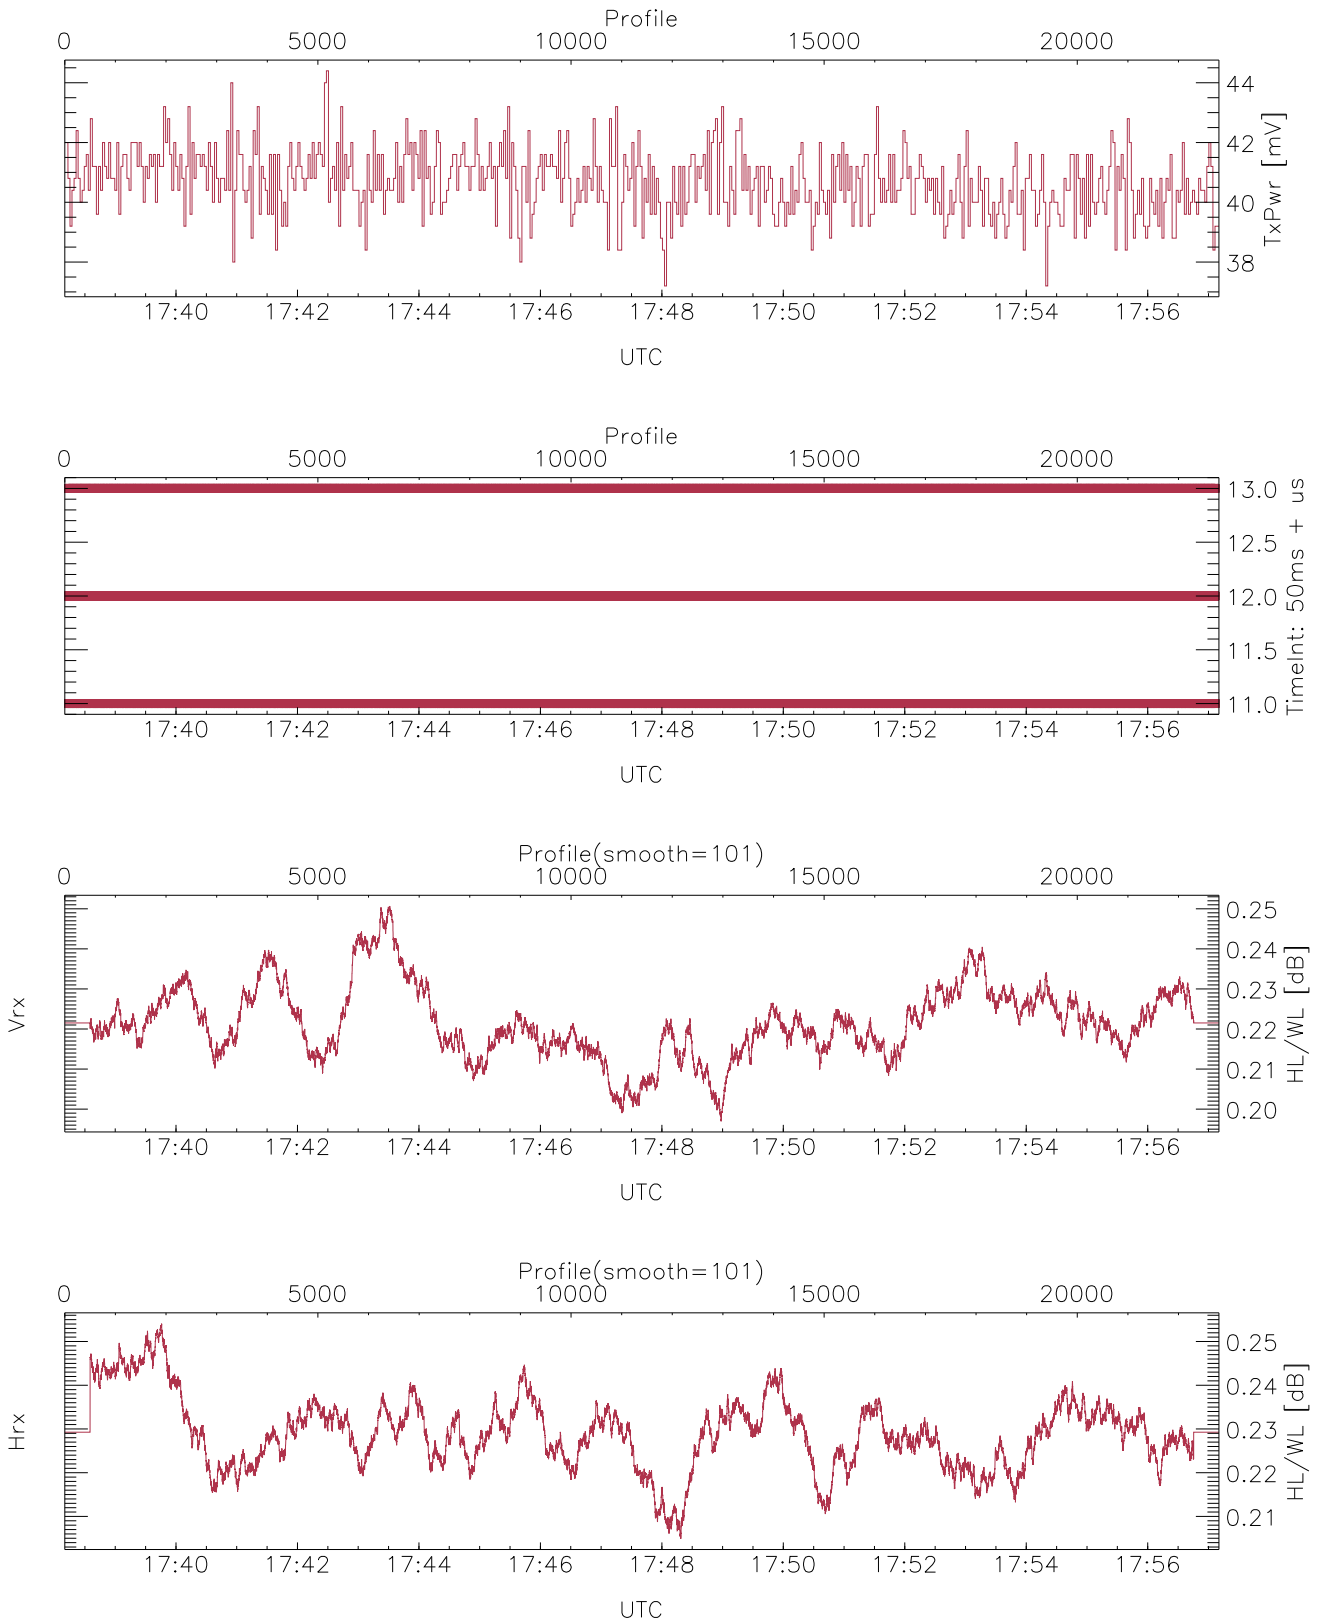 Profile
0 5000 10000 15000 20000
44
42
40
38
TxPwr [mV]
17:40 17:42 17:44 17:46 17:48 17:50 17:52 17:54 17:56
UTC
Profile
0 5000 10000 15000 20000
13.0
12.5
12.0
11.5
11.0
TimeInt: 50ms + us
17:40 17:42 17:44 17:46 17:48 17:50 17:52 17:54 17:56
UTC
Profile(smooth=101)
0 5000 10000 15000 20000
Vrx
0.25
0.24
0.23
0.22
0.21
0.20
HL/WL [dB]
17:40 17:42 17:44 17:46 17:48 17:50 17:52 17:54 17:56
UTC
Profile(smooth=101)
0 5000 10000 15000 20000
Hrx
0.25
0.24
0.23
0.22
0.21
HL/WL [dB]
17:40 17:42 17:44 17:46 17:48 17:50 17:52 17:54 17:56
UTC